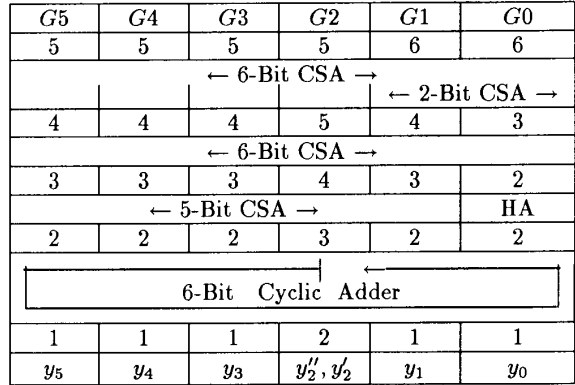 G5 G4 G3 G2 G1 G0
5 5 5 5 6 6
← 6-Bit CSA →
← 2-Bit CSA →
4 4 4 5 4 3
← 6-Bit CSA →
3 3 3 4 3 2
← 5-Bit CSA → HA
2 2 2 3 2 2
6-Bit Cyclic Adder
1 1 1 2 1 1
y₅ y₄ y₃ y₂″, y₂′ y₁ y₀